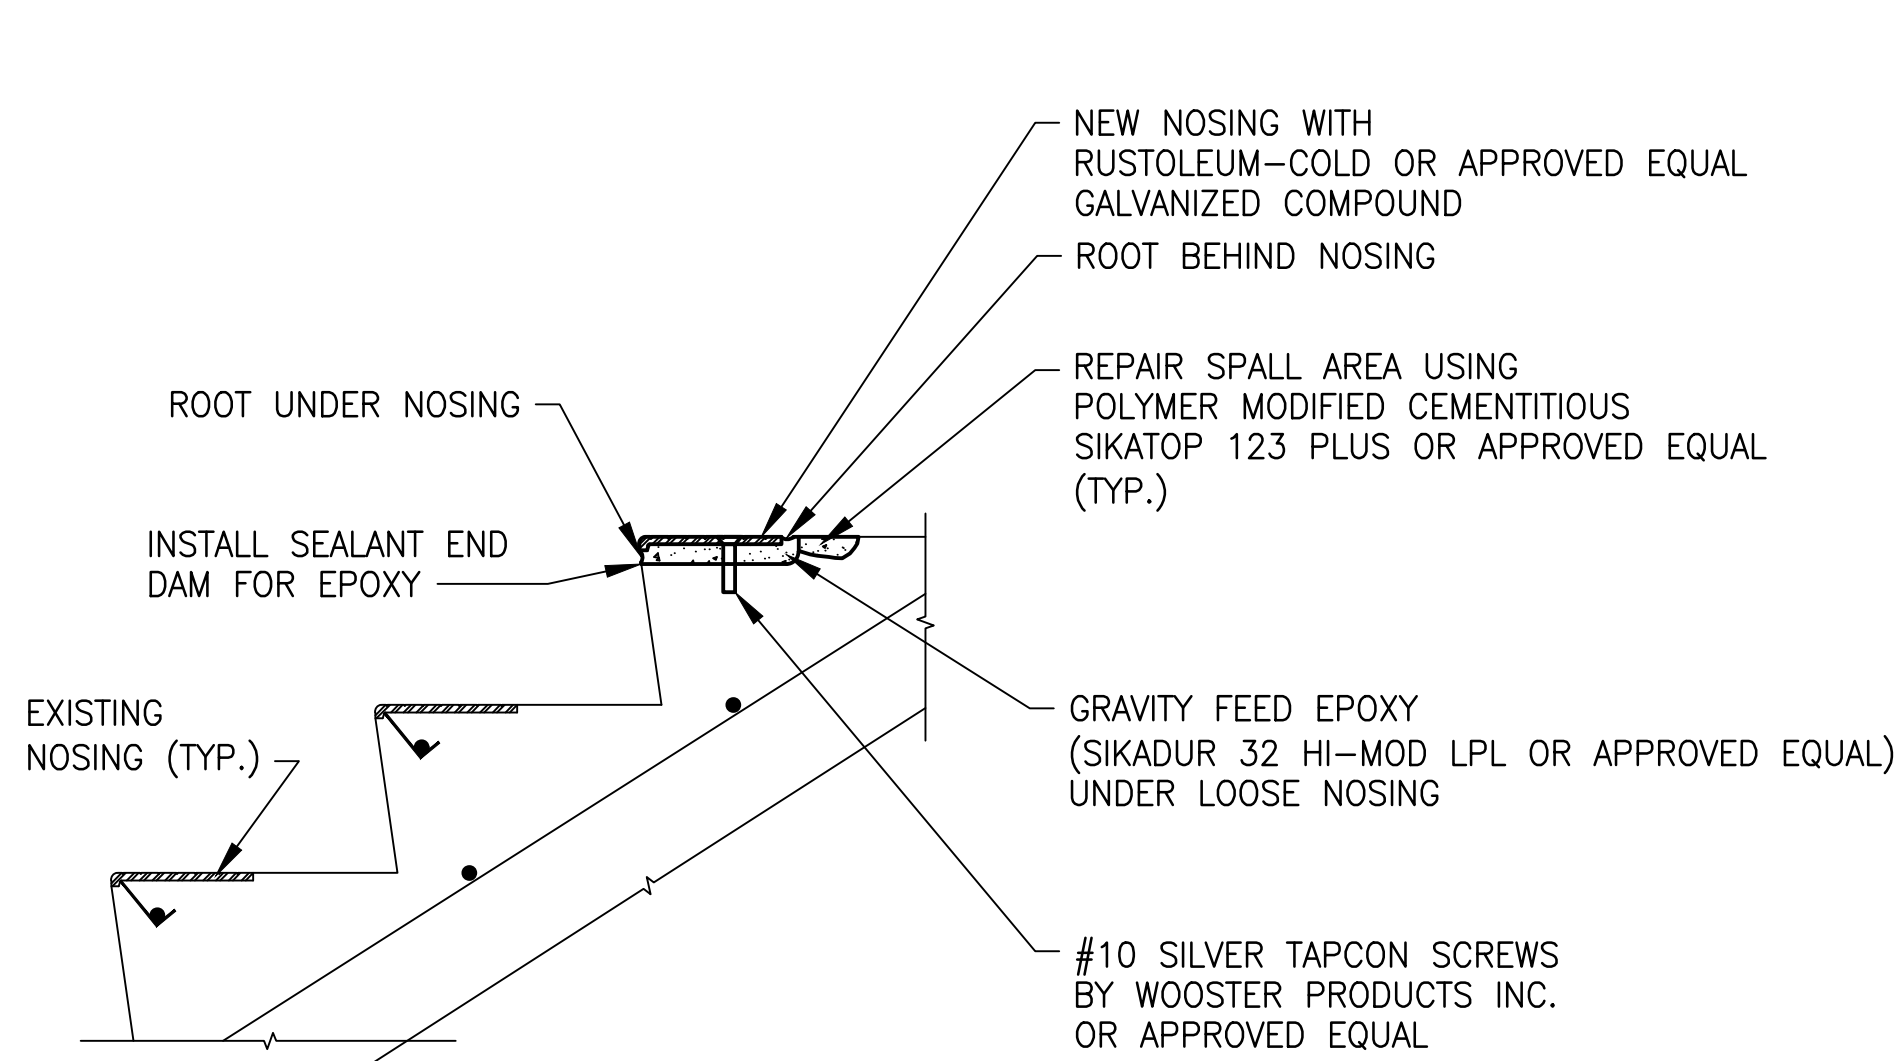 NEW NOSING WITH
RUSTOLEUM-COLD OR APPROVED EQUAL
GALVANIZED COMPOUND
ROOT BEHIND NOSING
REPAIR SPALL AREA USING
POLYMER MODIFIED CEMENTITIOUS
SIKATOP 123 PLUS OR APPROVED EQUAL
(TYP.)
ROOT UNDER NOSING
INSTALL SEALANT END
DAM FOR EPOXY
EXISTING
NOSING (TYP.)
GRAVITY FEED EPOXY
(SIKADUR 32 HI-MOD LPL OR APPROVED EQUAL)
UNDER LOOSE NOSING
#10 SILVER TAPCON SCREWS
BY WOOSTER PRODUCTS INC.
OR APPROVED EQUAL